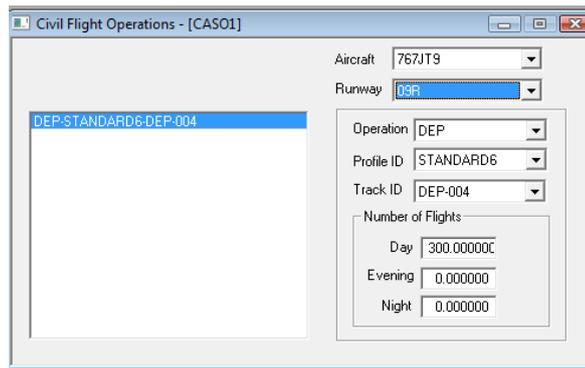 Civil Flight Operations - [CASO1]
Aircraft 767JT9
Runway 09R
DEP-STANDARD6-DEP-004
Operation DEP
Profile ID STANDARD6
Track ID DEP-004
Number of Flights
Day 300.000000
Evening 0.000000
Night 0.000000